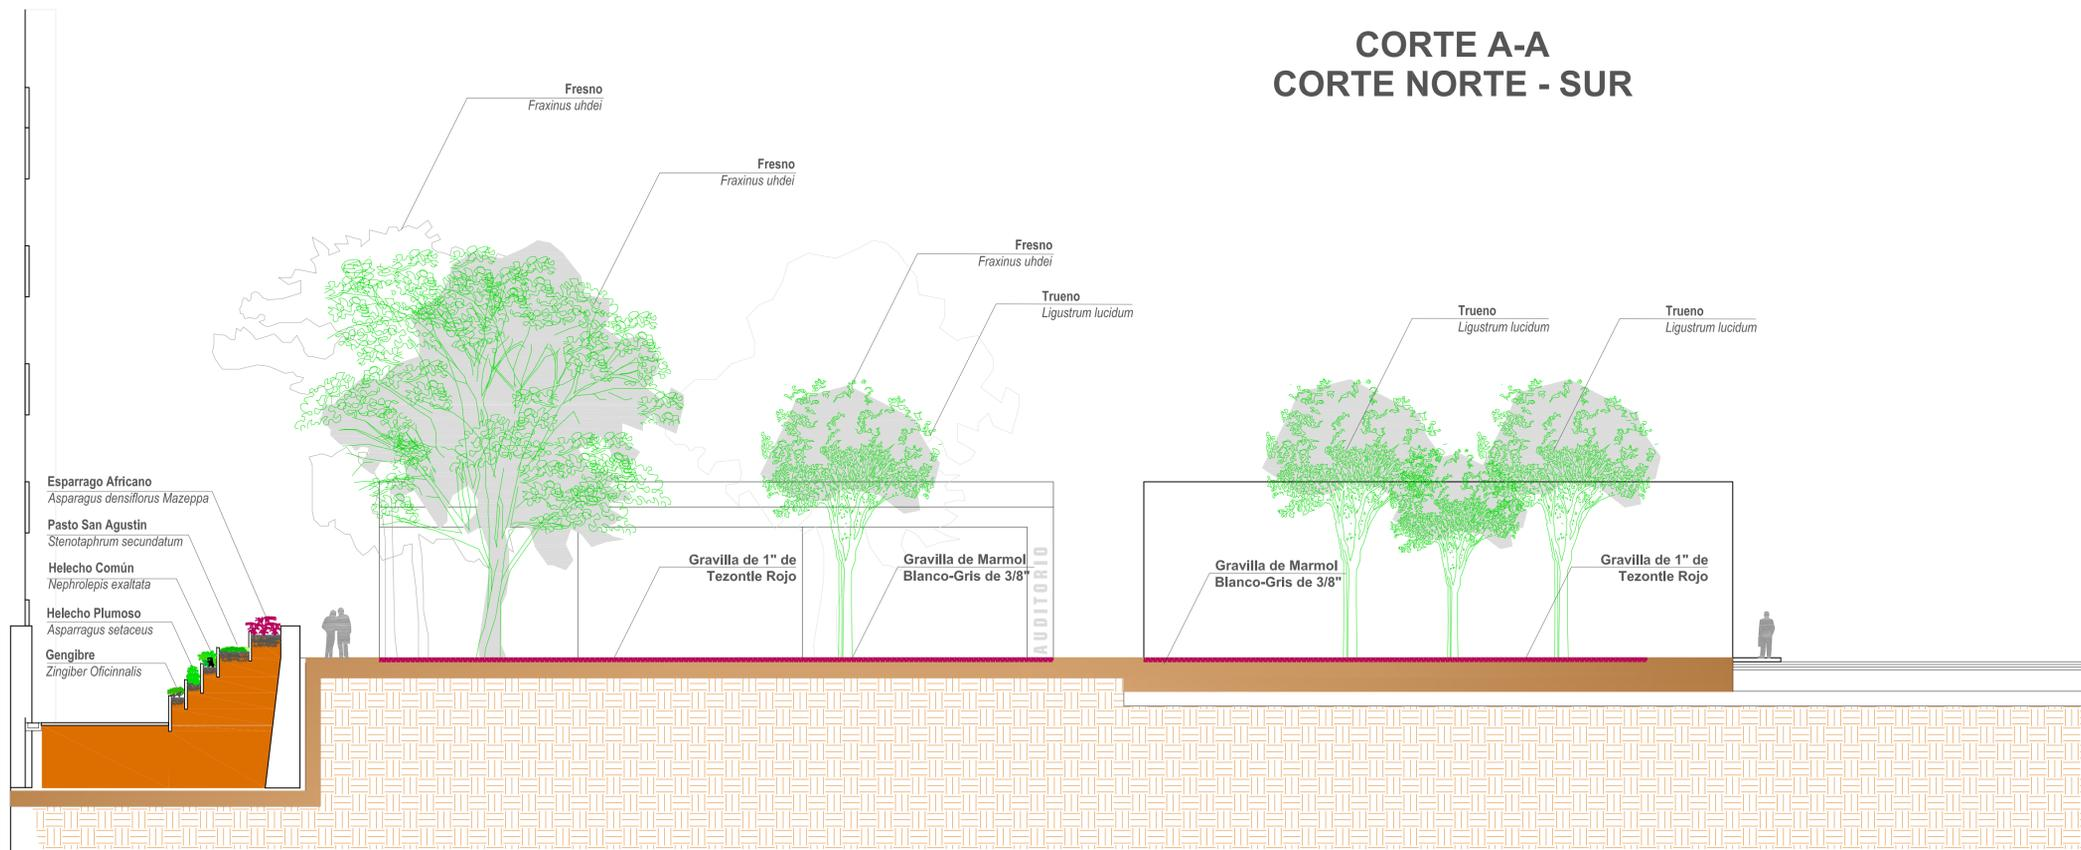 CORTE A-A
CORTE NORTE - SUR
Fresno
Fraxinus uhdei
Fresno
Fraxinus uhdei
Fresno
Fraxinus uhdei
Trueno
Ligustrum lucidum
Trueno
Ligustrum lucidum
Trueno
Ligustrum lucidum
Esparrago Africano
Asparagus densiflorus Mazeppa
Pasto San Agustin
Stenotaphrum secundatum
Helecho Común
Nephrolepis exaltata
Helecho Plumoso
Asparragus setaceus
Gengibre
Zingiber Oficinnalis
Gravilla de 1" de
Tezontle Rojo
Gravilla de Marmol
Blanco-Gris de 3/8"
AUDITORIO
Gravilla de Marmol
Blanco-Gris de 3/8"
Gravilla de 1" de
Tezontle Rojo